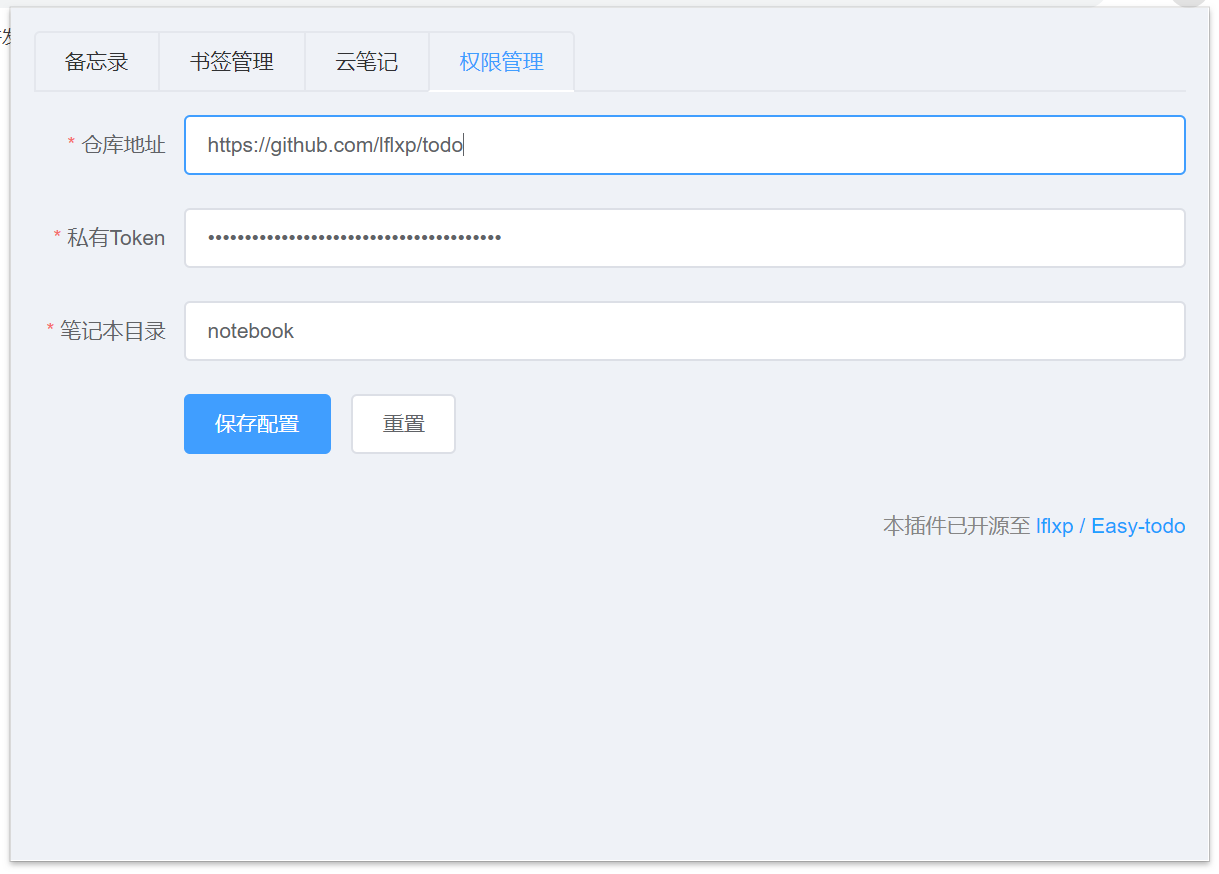 备忘录 书签管理 云笔记 权限管理
* 仓库地址 https://github.com/lflxp/todo
* 私有Token ••••••••••••••••••••••••••••••••••••••••
* 笔记本目录 notebook
保存配置 重置
本插件已开源至 lflxp / Easy-todo